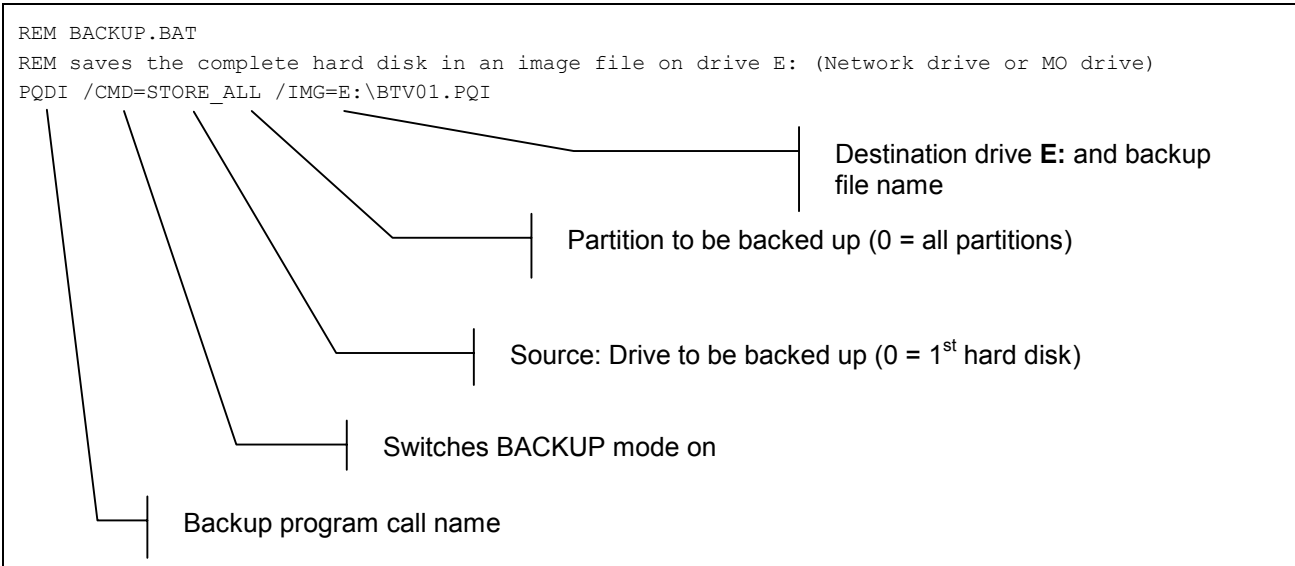 REM BACKUP.BAT
REM saves the complete hard disk in an image file on drive E: (Network drive or MO drive)
PQDI /CMD=STORE_ALL /IMG=E:\BTV01.PQI
Destination drive E: and backup
file name
Partition to be backed up (0 = all partitions)
Source: Drive to be backed up (0 = 1st hard disk)
Switches BACKUP mode on
Backup program call name